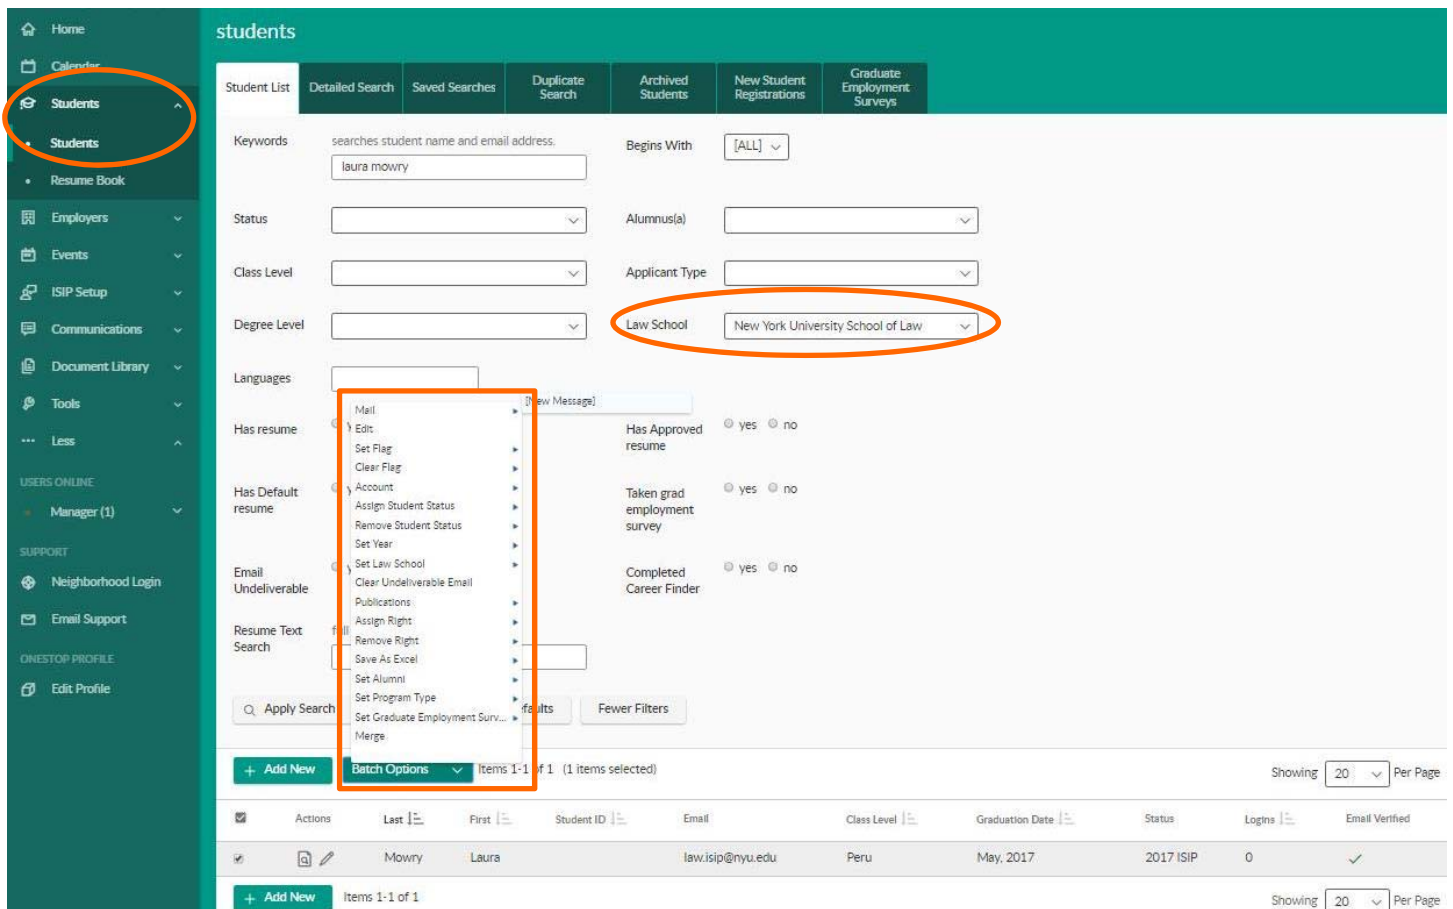 Home
Calendar
Students
Students
Resume Book
Employers
Events
ISIP Setup
Communications
Document Library
Tools
Less
USERS ONLINE
Manager (1)
SUPPORT
Neighborhood Login
Email Support
ONESTOP PROFILE
Edit Profile
students
Student List
Detailed Search
Saved Searches
Duplicate
Search
Archived
Students
New Student
Registrations
Graduate
Employment
Surveys
Keywords
searches student name and email address.
laura mowry
Begins With
[ALL]
Status
Alumnus(a)
Class Level
Applicant Type
Degree Level
Law School
New York University School of Law
Languages
Has resume
Has Approved
resume
yes no
Has Default
resume
Taken grad
employment
survey
yes no
Email
Undeliverable
Completed
Career Finder
yes no
Resume Text
Search
Mail
[New Message]
Edit
Set Flag
Clear Flag
Account
Assign Student Status
Remove Student Status
Set Year
Set Law School
Clear Undeliverable Email
Publications
Assign Right
Remove Right
Save As Excel
Set Alumni
Set Program Type
Set Graduate Employment Surv...
Merge
Apply Search
Fewer Filters
+ Add New
Batch Options
Items 1-1 of 1 (1 items selected)
Showing 20 Per Page
Actions Last First Student ID Email Class Level Graduation Date Status Logins Email Verified
Mowry Laura law.isip@nyu.edu Peru May, 2017 2017 ISIP 0
+ Add New
Items 1-1 of 1
Showing 20 Per Page